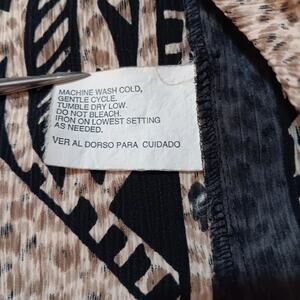 MACHINE WASH COLD,
GENTLE CYCLE.
TUMBLE DRY LOW.
DO NOT BLEACH.
IRON ON LOWEST SETTING
AS NEEDED.
VER AL DORSO PARA CUIDADO